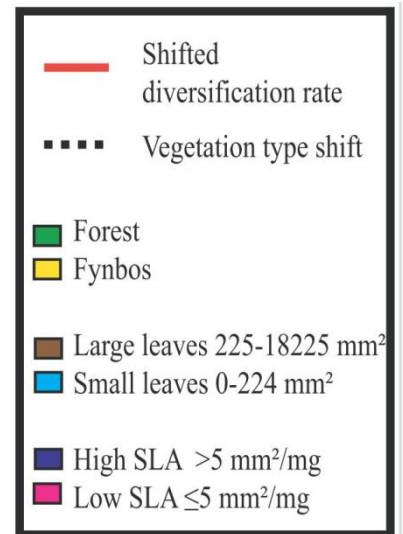 Shifted
diversification rate
Vegetation type shift
Forest
Fynbos
Large leaves 225-18225 mm²
Small leaves 0-224 mm²
High SLA >5 mm²/mg
Low SLA ≤5 mm²/mg